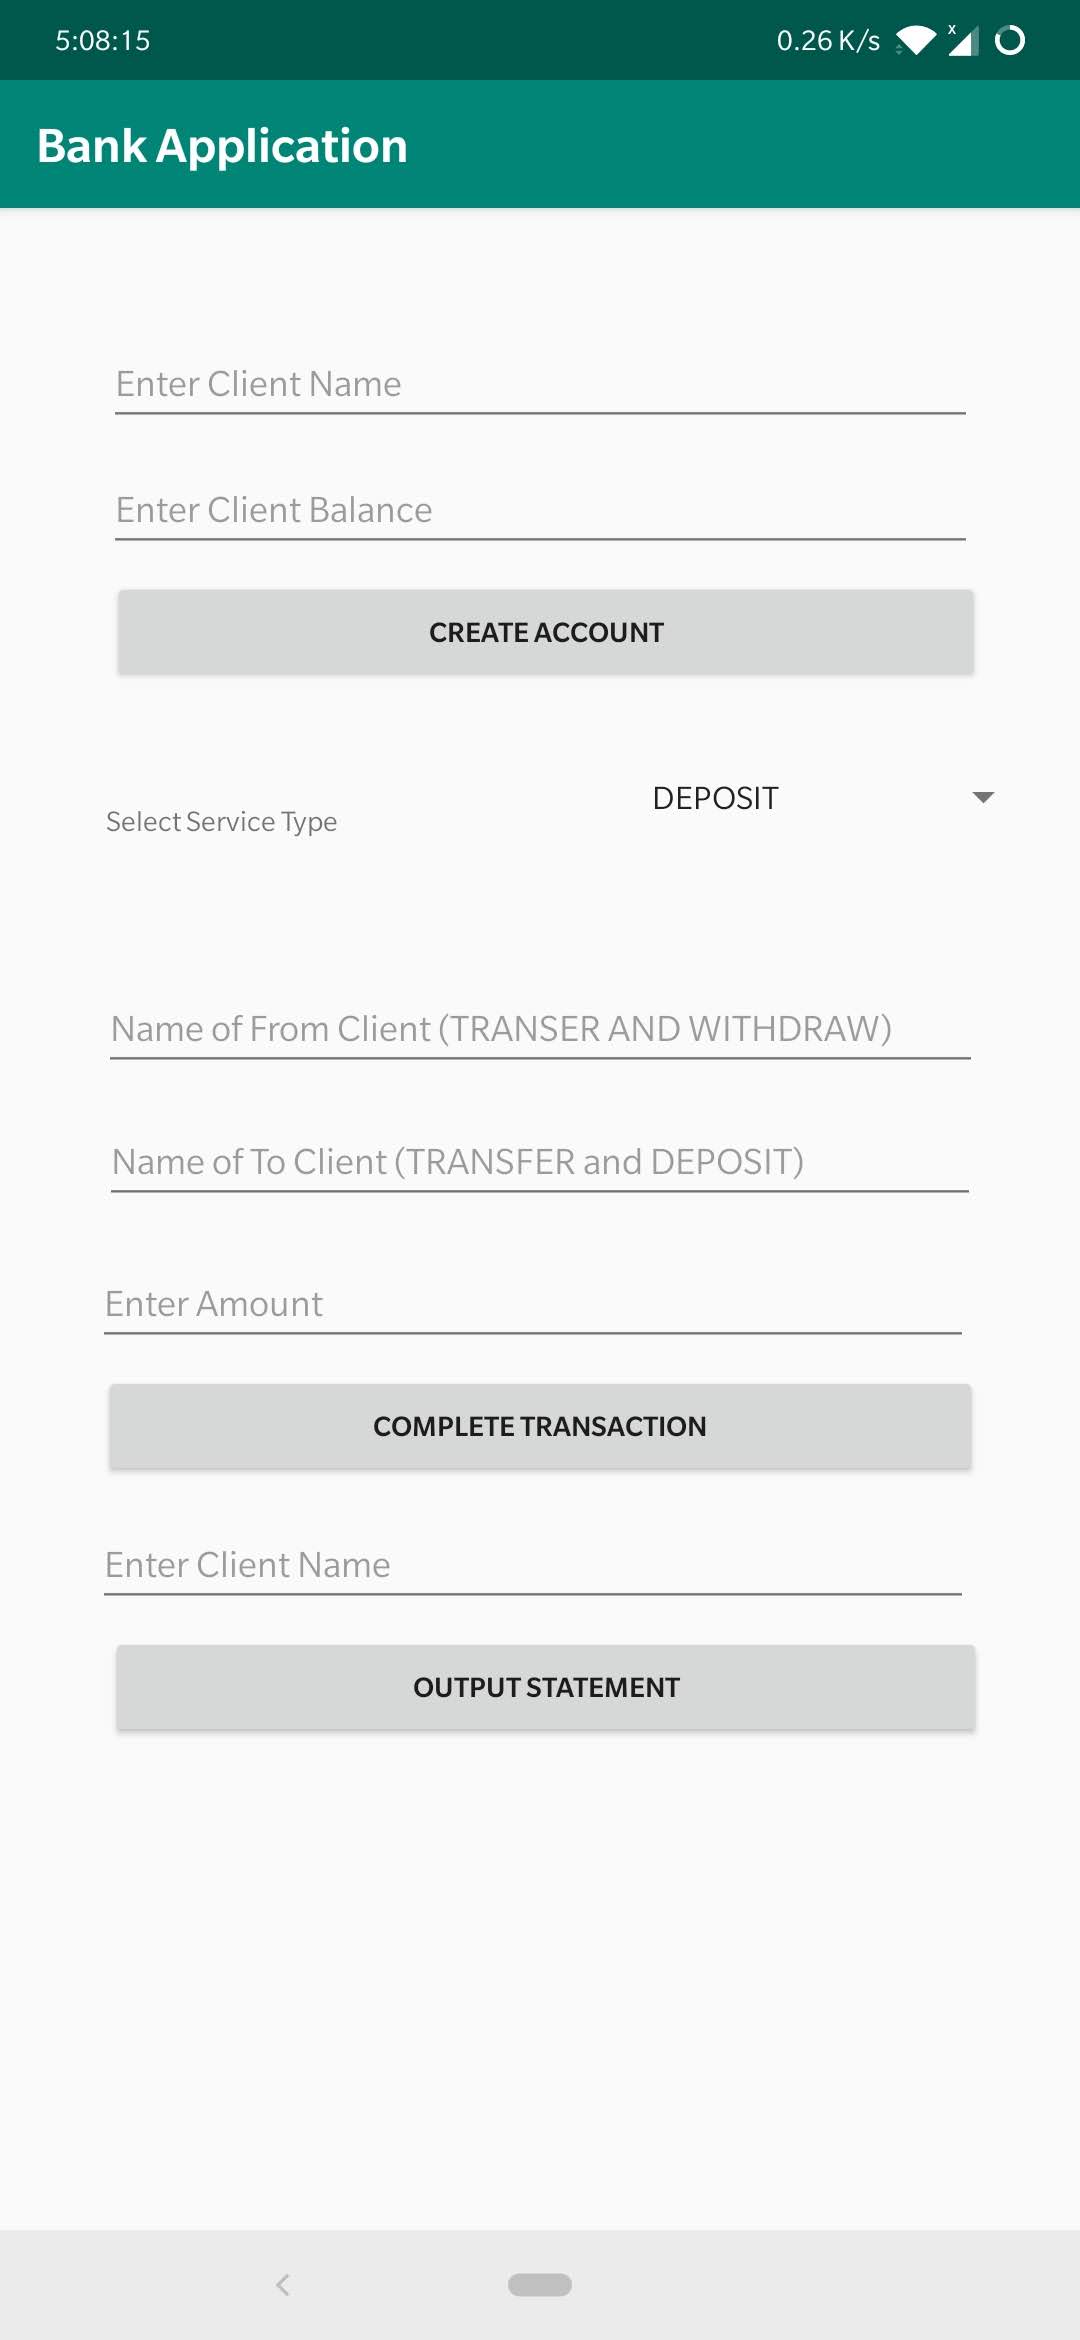 5:08:15 0.26 K/s x
Bank Application
Enter Client Name
Enter Client Balance
CREATE ACCOUNT
DEPOSIT
Select Service Type
Name of From Client (TRANSER AND WITHDRAW)
Name of To Client (TRANSFER and DEPOSIT)
Enter Amount
COMPLETE TRANSACTION
Enter Client Name
OUTPUT STATEMENT